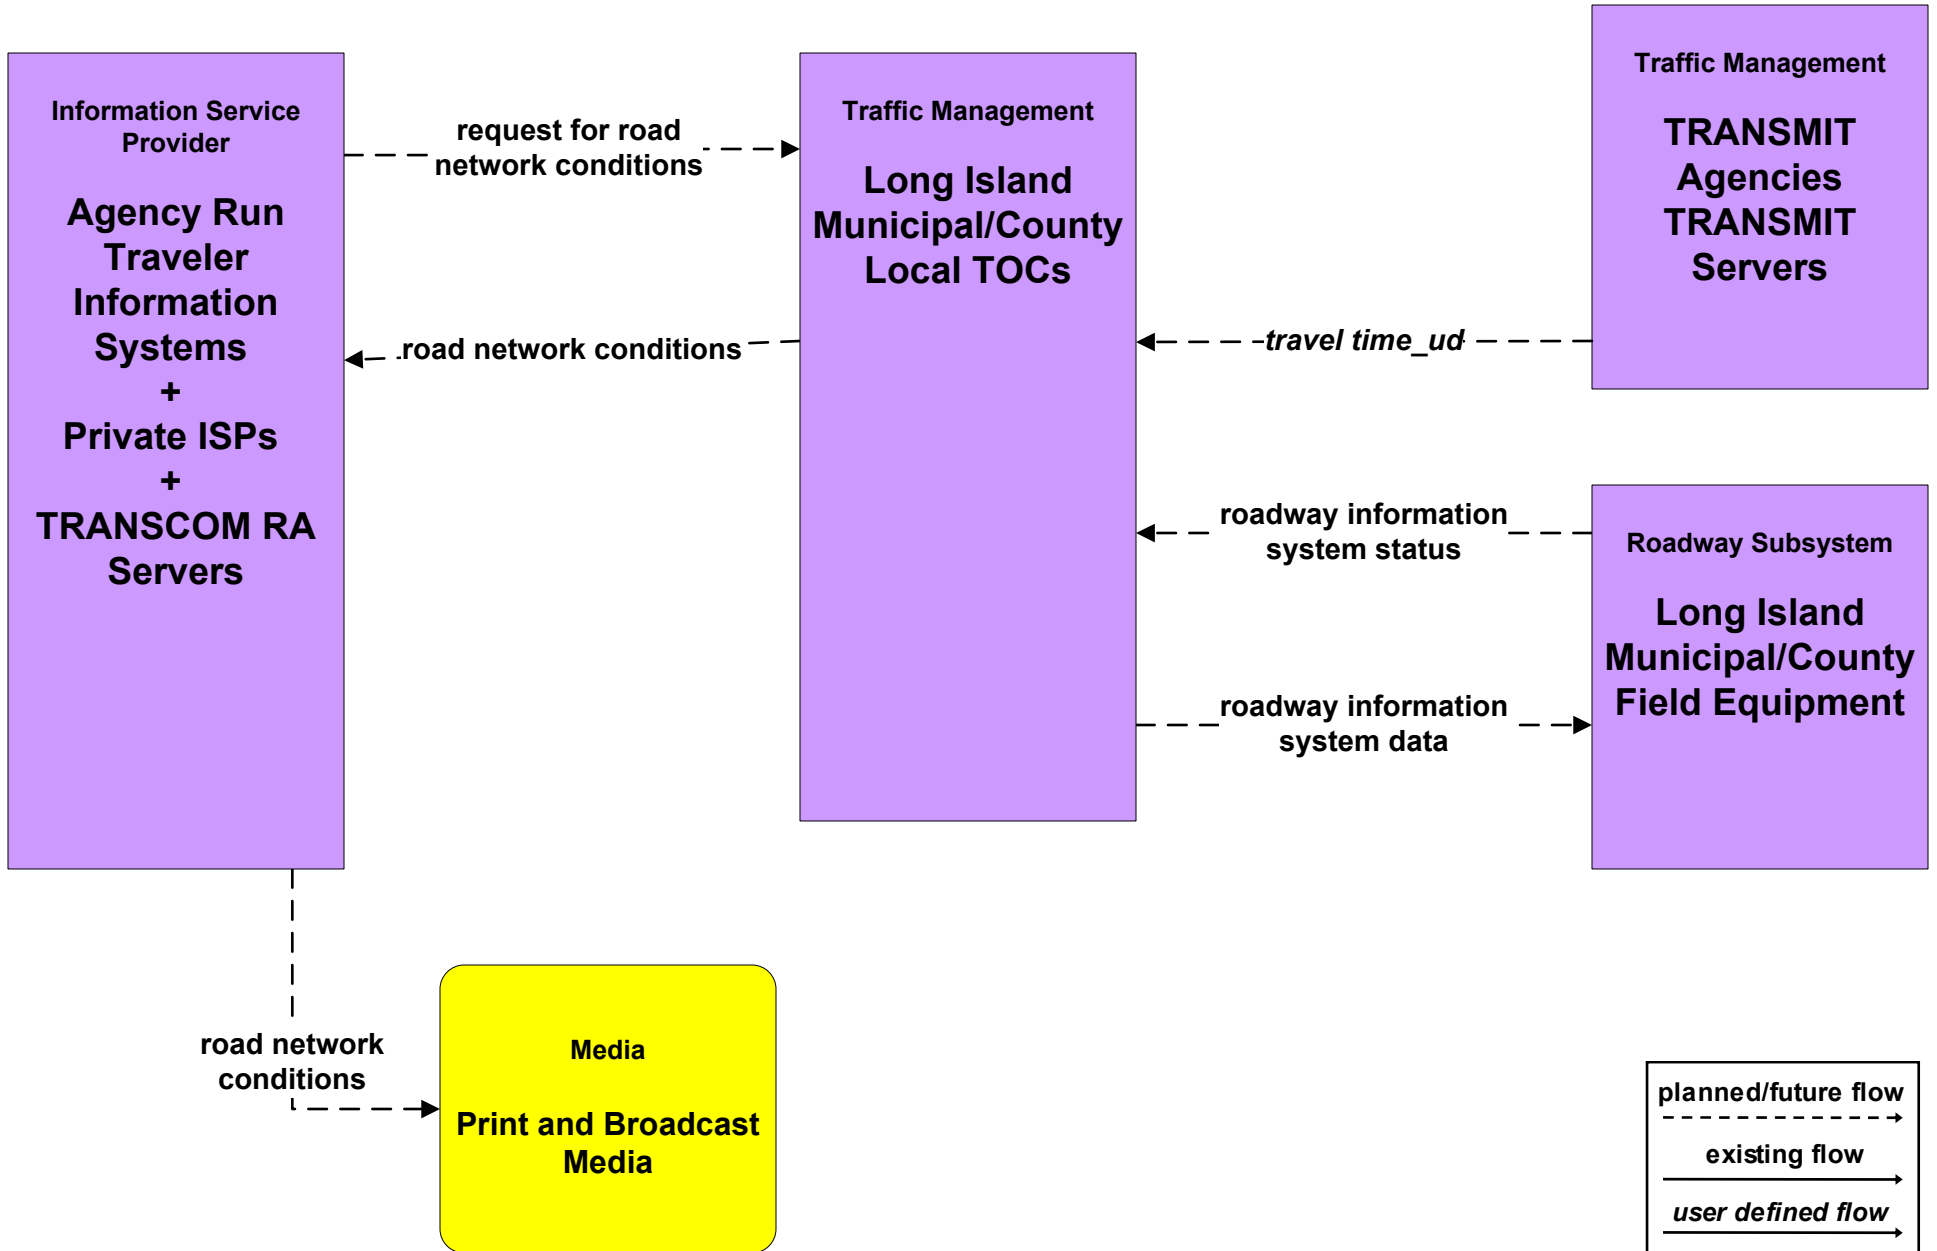 Information Service
Provider
Agency Run
Traveler
Information
Systems
+
Private ISPs
+
TRANSCOM RA
Servers
request for road
network conditions
road network conditions
Traffic Management
Long Island
Municipal/County
Local TOCs
Traffic Management
TRANSMIT
Agencies
TRANSMIT
Servers
travel time_ud
roadway information
system status
roadway information
system data
Roadway Subsystem
Long Island
Municipal/County
Field Equipment
road network
conditions
Media
Print and Broadcast
Media
planned/future flow
existing flow
user defined flow